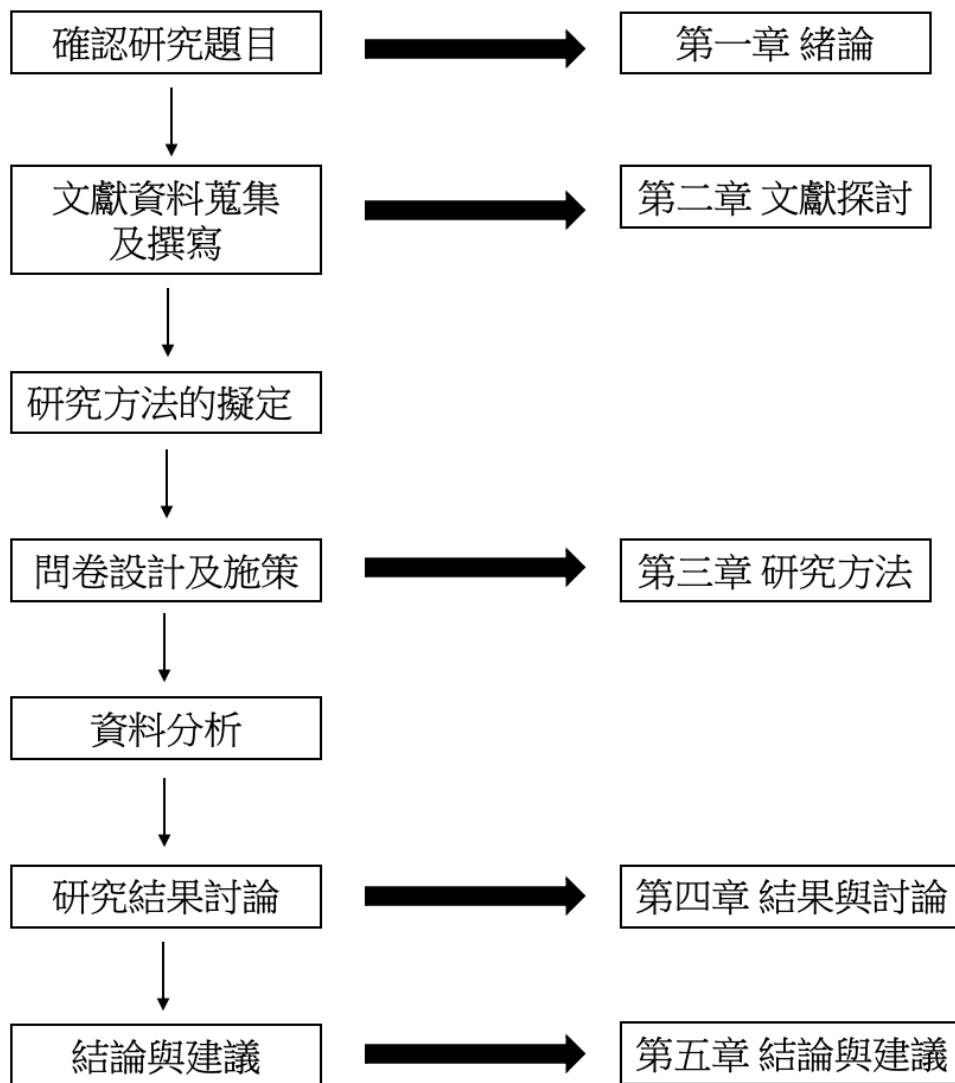 確認研究題目
第一章 緒論
文獻資料蒐集
及撰寫
第二章 文獻探討
研究方法的擬定
問卷設計及施策
第三章 研究方法
資料分析
研究結果討論
第四章 結果與討論
結論與建議
第五章 結論與建議